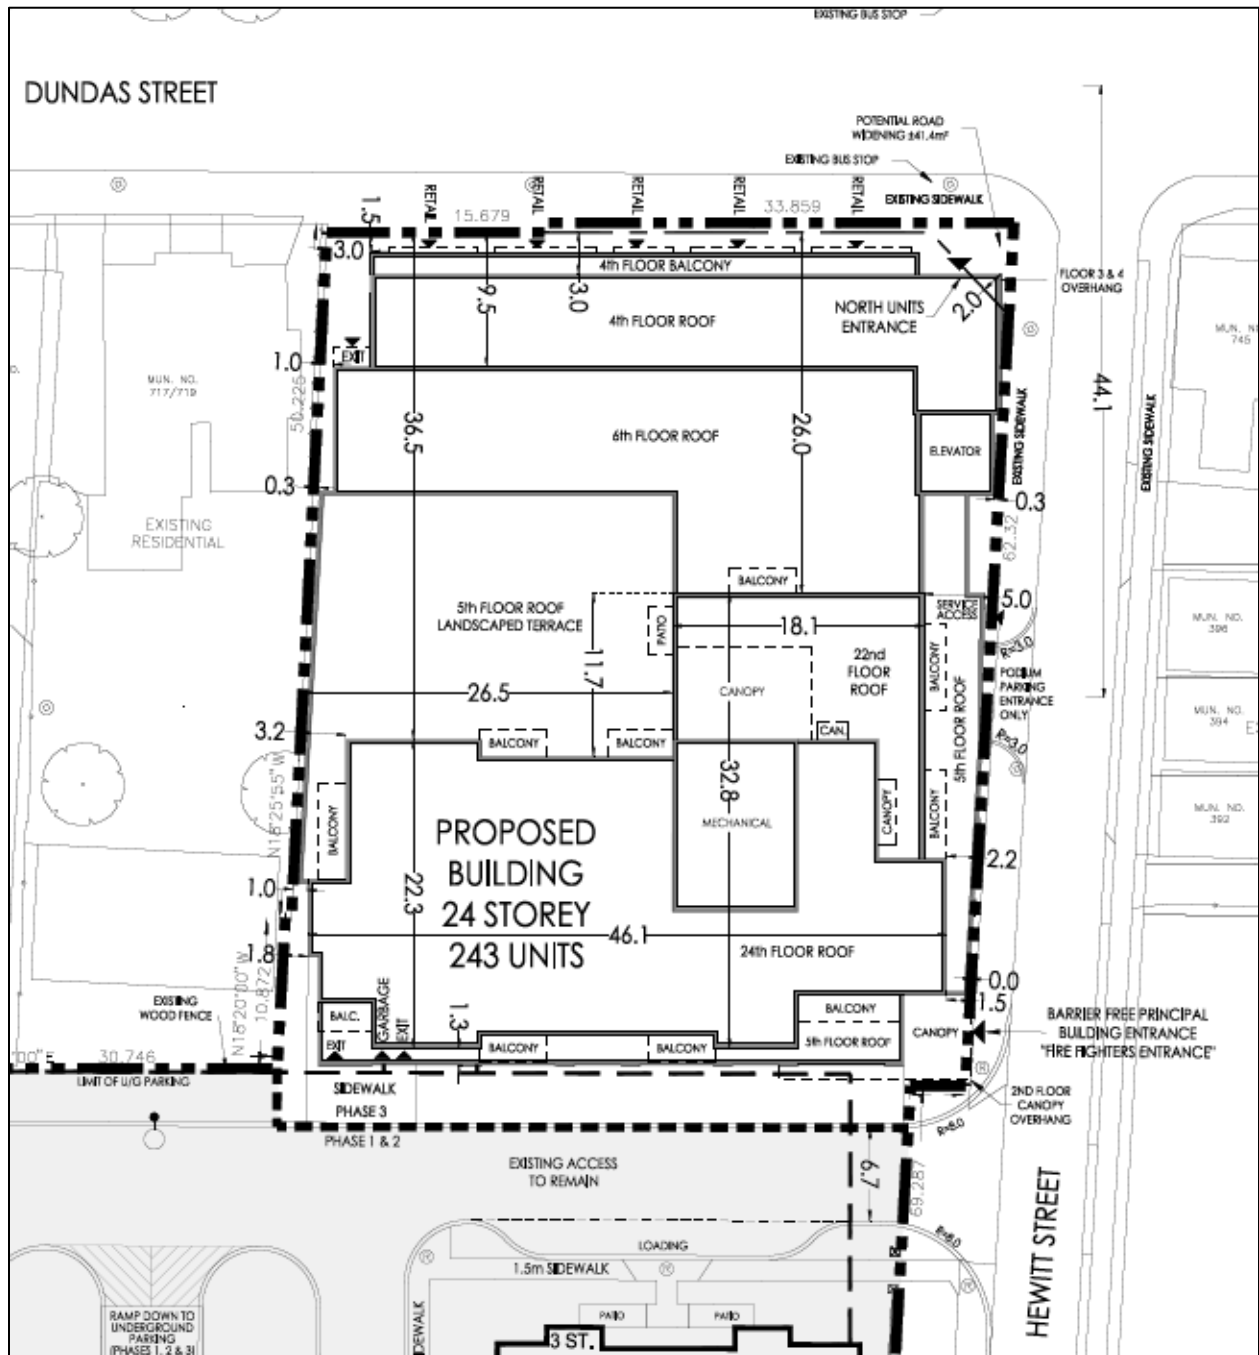 EXISTING BUS STOP
DUNDAS STREET
POTENTIAL ROAD
WIDENING ±41.4m²
EXISTING BUS STOP
EXISTING SIDEWALK
RETAIL
RETAIL
RETAIL
RETAIL
RETAIL
15.679
33.859
1.5
3.0
4th FLOOR BALCONY
FLOOR 3 & 4
OVERHANG
9.5
3.0
2.0
NORTH UNITS
ENTRANCE
4th FLOOR ROOF
MUN. NO.
745
EXIT
1.0
MUN. NO.
717/719
50.225
44.1
36.5
26.0
6th FLOOR ROOF
ELEVATOR
EXISTING SIDEWALK
EXISTING SIDEWALK
0.3
0.3
EXISTING
RESIDENTIAL
62.32
BALCONY
5th FLOOR ROOF
LANDSCAPED TERRACE
PATIO
SERVICE
ACCESS
5.0
MUN. NO.
396
18.1
R=3.0
11.7
22nd
FLOOR
ROOF
BALCONY
26.5
CANOPY
PODIUM
PARKING
ENTRANCE
ONLY
5th FLOOR ROOF
MUN. NO.
394
3.2
BALCONY
BALCONY
CAN.
R=3.0
N18°25'55"W
32.8
BALCONY
CANOPY
BALCONY
MECHANICAL
MUN. NO.
392
PROPOSED
BUILDING
24 STOREY
243 UNITS
2.2
1.0
22.3
46.1
1.8
24th FLOOR ROOF
N18°20'00"W
10.872
0.0
1.5
EXISTING
WOOD FENCE
BALC.
GARBAGE
EXIT
EXIT
1.3
BALCONY
BALCONY
BALCONY
5th FLOOR ROOF
CANOPY
BARRIER FREE PRINCIPAL
BUILDING ENTRANCE
"FIRE FIGHTERS ENTRANCE"
00"E
30.746
LIMIT OF U/G PARKING
SIDEWALK
PHASE 3
PHASE 1 & 2
2ND FLOOR
CANOPY
OVERHANG
EXISTING ACCESS
TO REMAIN
6.7
69.287
HEWITT STREET
LOADING
1.5m SIDEWALK
PATIO
PATIO
RAMP DOWN TO
UNDERGROUND
PARKING
(PHASES 1, 2 & 3)
3 ST.